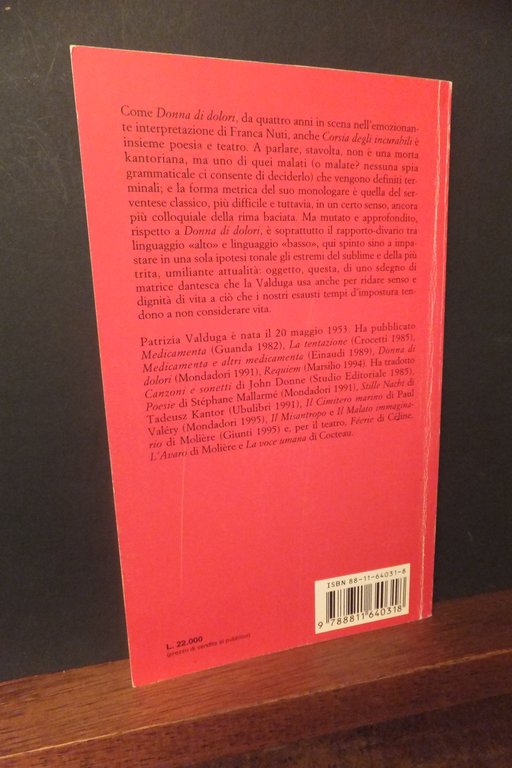 Come Donna di dolori, da quattro anni in scena nell'emozionan-
te interpretazione di Franca Nuti, anche Corsia degli incurabili è
insieme poesia e teatro. A parlare, stavolta, non è una morta
kantoriana, ma uno di quei malati (o malate? nessuna spia
grammaticale ci consente di deciderlo) che vengono definiti ter-
minali; e la forma metrica del suo monologare è quella del ser-
ventese classico, più difficile e tuttavia, in un certo senso, ancora
più colloquiale della rima baciata. Ma mutato e approfondito,
rispetto a Donna di dolori, è soprattutto il rapporto-divario tra
linguaggio «alto» e linguaggio «basso», qui spinto sino a impa-
stare in una sola ipotesi tonale gli estremi del sublime e della più
trita, umiliante attualità: oggetto, questa, di uno sdegno di
matrice dantesca che la Valduga usa anche per ridare senso e
dignità di vita a ciò che i nostri esausti tempi d'impostura ten-
dono a non considerare vita.
Patrizia Valduga è nata il 20 maggio 1953. Ha pubblicato
Medicamenta (Guanda 1982), La tentazione (Crocetti 1985),
Medicamenta e altri medicamenta (Einaudi 1989), Donna di
dolori (Mondadori 1991), Requiem (Marsilio 1994). Ha tradotto
Canzoni e sonetti di John Donne (Studio Editoriale 1985),
Poesie di Stéphane Mallarmé (Mondadori 1991), Stille Nacht di
Tadeusz Kantor (Ubulibri 1991), Il Cimitero marino di Paul
Valéry (Mondadori 1995), Il Misantropo e Il Malato immagina-
rio di Molière (Giunti 1995) e, per il teatro, Féerie di Céline,
L'Avaro di Molière e La voce umana di Cocteau.
ISBN 88-11-64031-8
9 788811 640318
L. 22.000
(prezzo di vendita al pubblico)